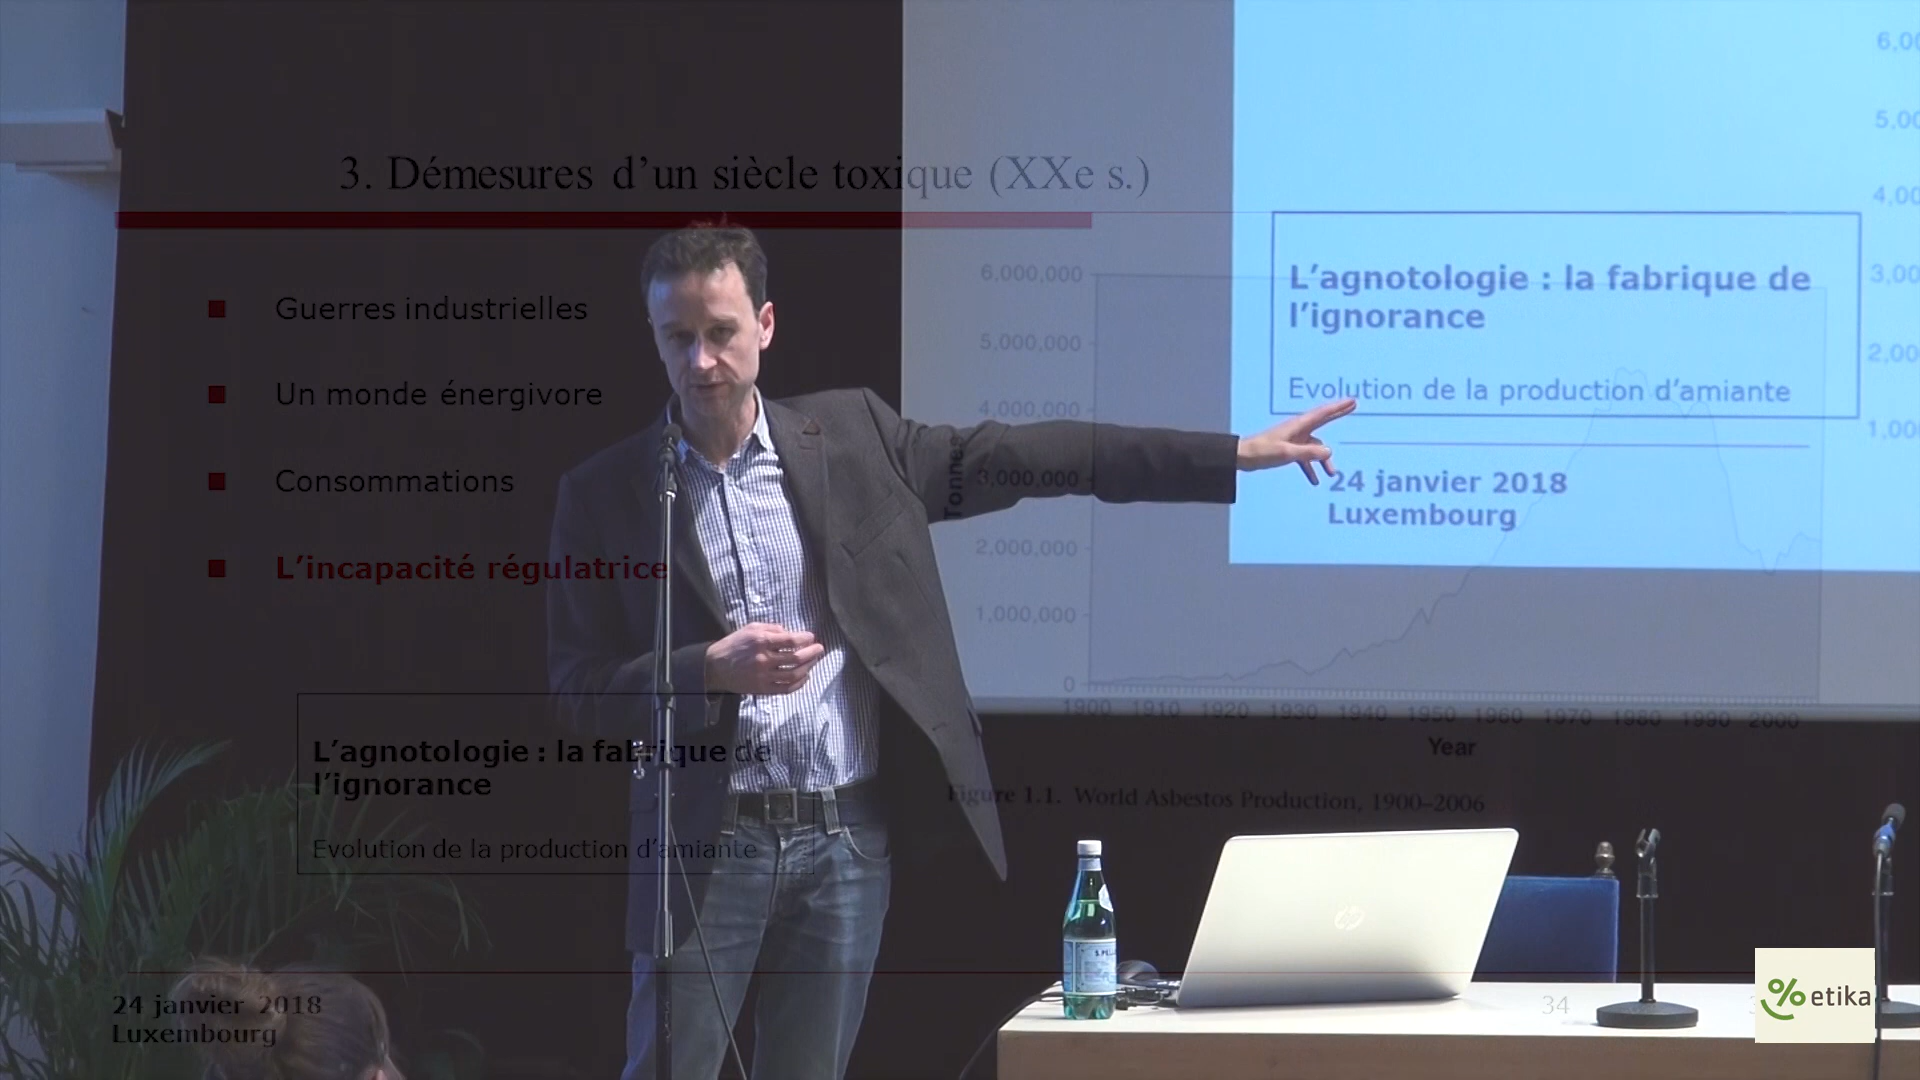 3. Démesures d’un siècle toxique (XXe s.)
Guerres industrielles
Un monde énergivore
Consommations
L’incapacité régulatrice
L’agnotologie : la fabrique de
l’ignorance
Evolution de la production d’amiante
24 janvier 2018
Luxembourg
6,000,000
5,000,000
4,000,000
3,000,000
2,000,000
1,000,000
0
Tonnes
1900 1910 1920 1930 1940 1950 1960 1970 1980 1990 2000
Year
Figure 1.1. World Asbestos Production, 1900–2006
34
L’agnotologie : la fabrique de
l’ignorance
Evolution de la production d’amiante
24 janvier 2018
Luxembourg
hp
% etika